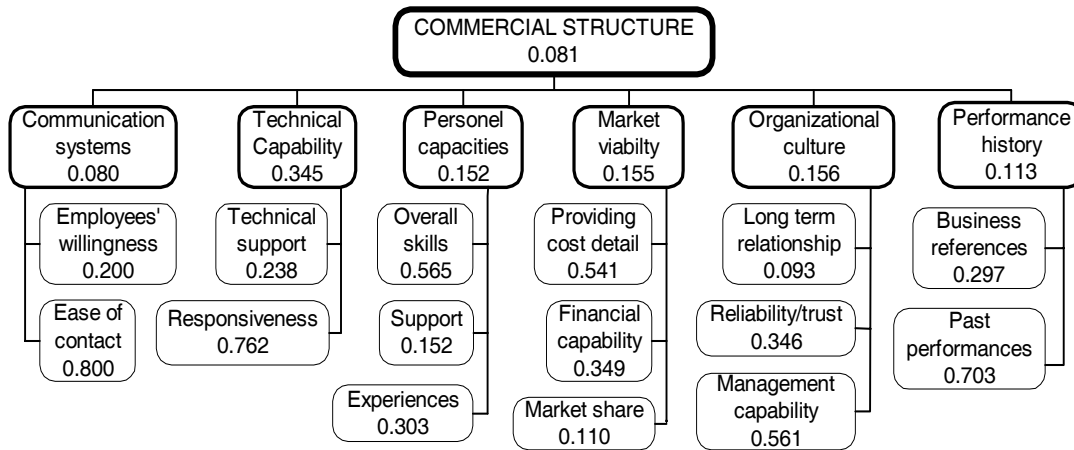 COMMERCIAL STRUCTURE
0.081
Communication
systems
0.080
Technical
Capability
0.345
Personel
capacities
0.152
Market
viabilty
0.155
Organizational
culture
0.156
Performance
history
0.113
Employees'
willingness
0.200
Ease of
contact
0.800
Technical
support
0.238
Responsiveness
0.762
Overall
skills
0.565
Support
0.152
Experiences
0.303
Providing
cost detail
0.541
Financial
capability
0.349
Market share
0.110
Long term
relationship
0.093
Reliability/trust
0.346
Management
capability
0.561
Business
references
0.297
Past
performances
0.703